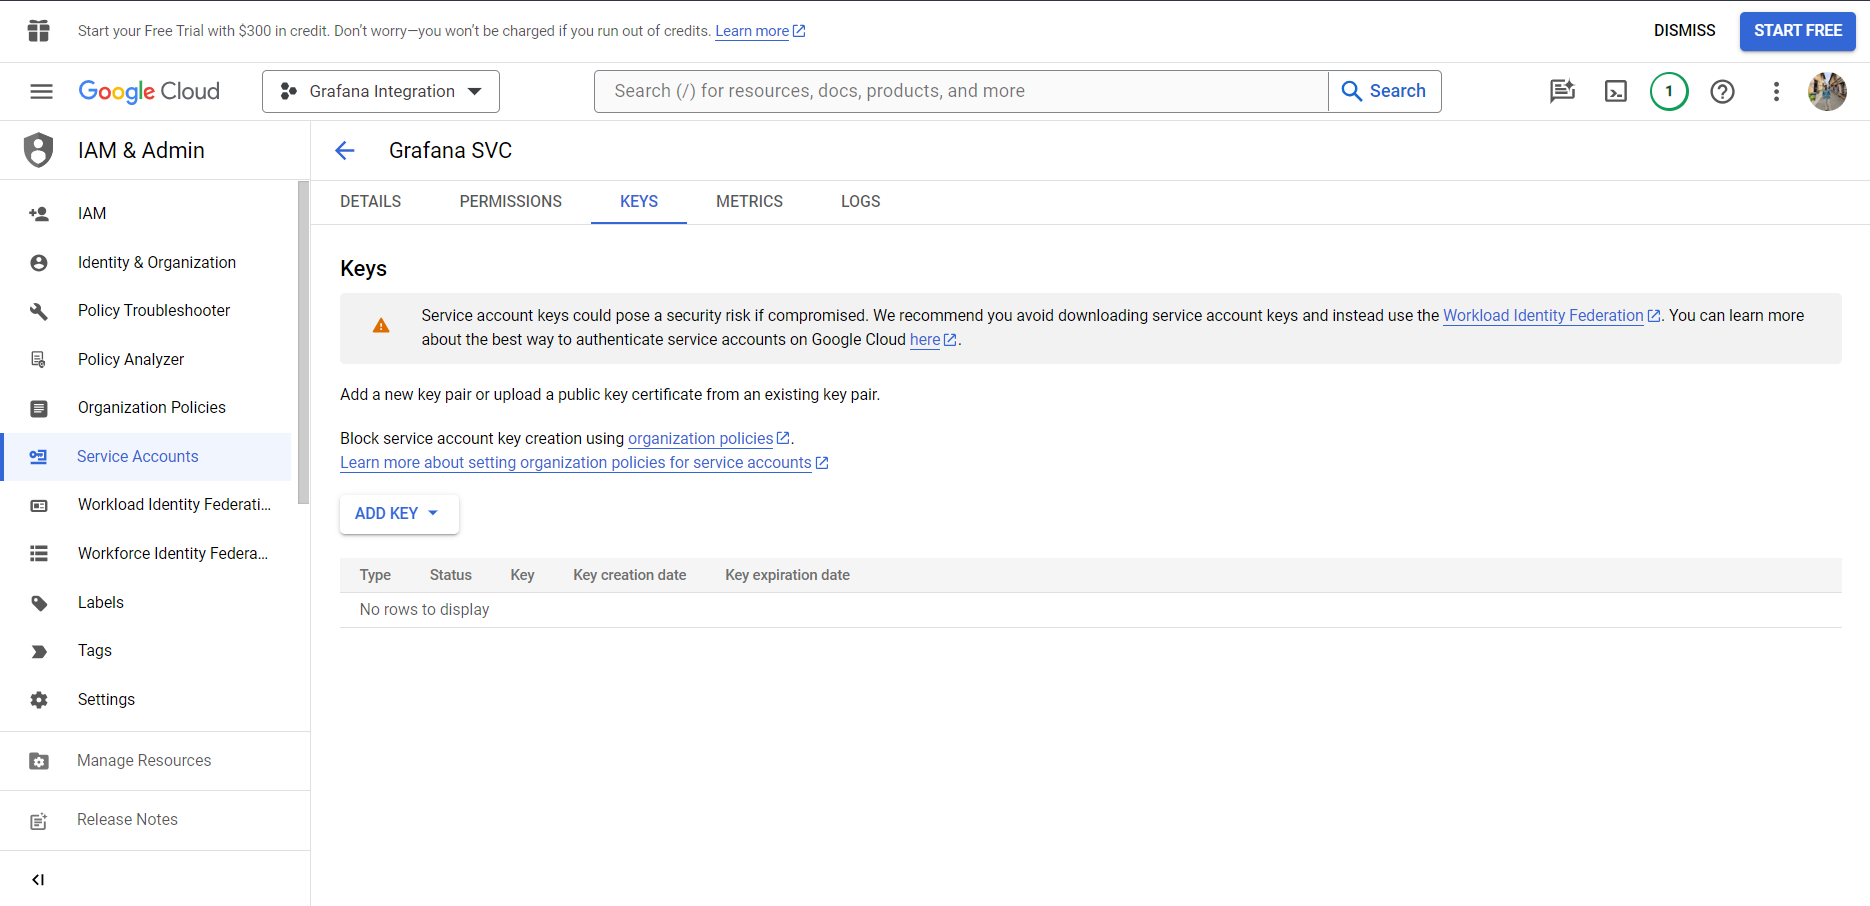 Start your Free Trial with $300 in credit. Don’t worry—you won’t be charged if you run out of credits. Learn more
DISMISS
START FREE
Google Cloud
Grafana Integration
Search (/) for resources, docs, products, and more
Search
1
IAM & Admin
Grafana SVC
DETAILS
PERMISSIONS
KEYS
METRICS
LOGS
IAM
Identity & Organization
Policy Troubleshooter
Policy Analyzer
Organization Policies
Service Accounts
Workload Identity Federati...
Workforce Identity Federa...
Labels
Tags
Settings
Manage Resources
Release Notes
Keys
Service account keys could pose a security risk if compromised. We recommend you avoid downloading service account keys and instead use the Workload Identity Federation. You can learn more
about the best way to authenticate service accounts on Google Cloud here.
Add a new key pair or upload a public key certificate from an existing key pair.
Block service account key creation using organization policies.
Learn more about setting organization policies for service accounts
ADD KEY
Type Status Key Key creation date Key expiration date
No rows to display